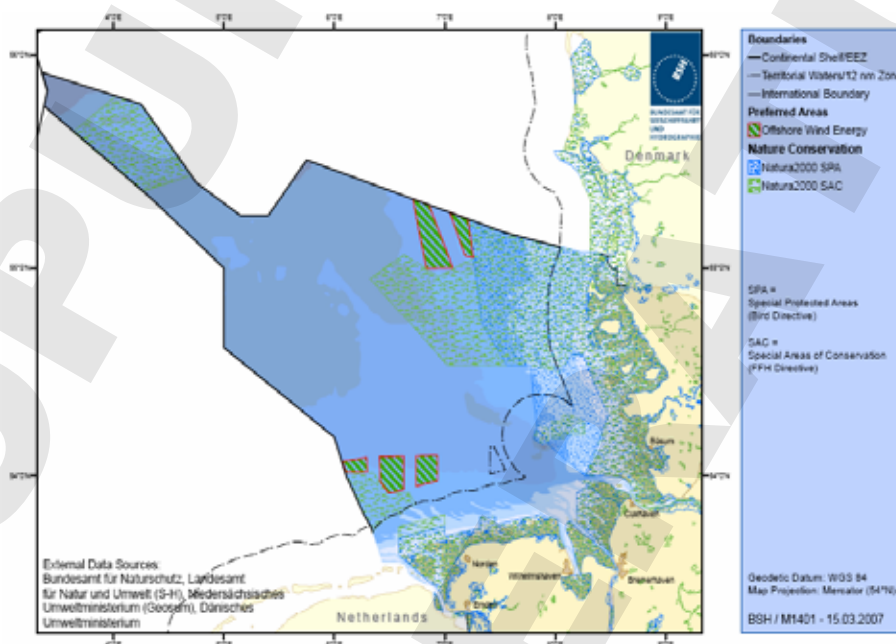 Boundaries
Continental Shelf/EEZ
Territorial Waters/12 nm Zon
International Boundary
Preferred Areas
Offshore Wind Energy
Nature Conservation
Natura2000 SPA
Natura2000 SAC
SPA =
Special Protected Areas
(Bird Directive)
SAC =
Special Areas of Conservation
(FFH Directive)
Geodetic Datum: WGS 84
Map Projection: Mercator (54°N)
BSH / M1401 - 15.03.2007
BSH
BUNDESAMT FÜR
SEESCHIFFFAHRT
UND
HYDROGRAPHIE
Denmark
Büsum
Cuxhaven
Bremerhaven
Wilhelmshaven
Norden
Emden
Netherlands
External Data Sources:
Bundesamt für Naturschutz, Landesamt
für Natur und Umwelt (S-H), Niedersächsisches
Umweltministerium (Geosum), Dänisches
Umweltministerium